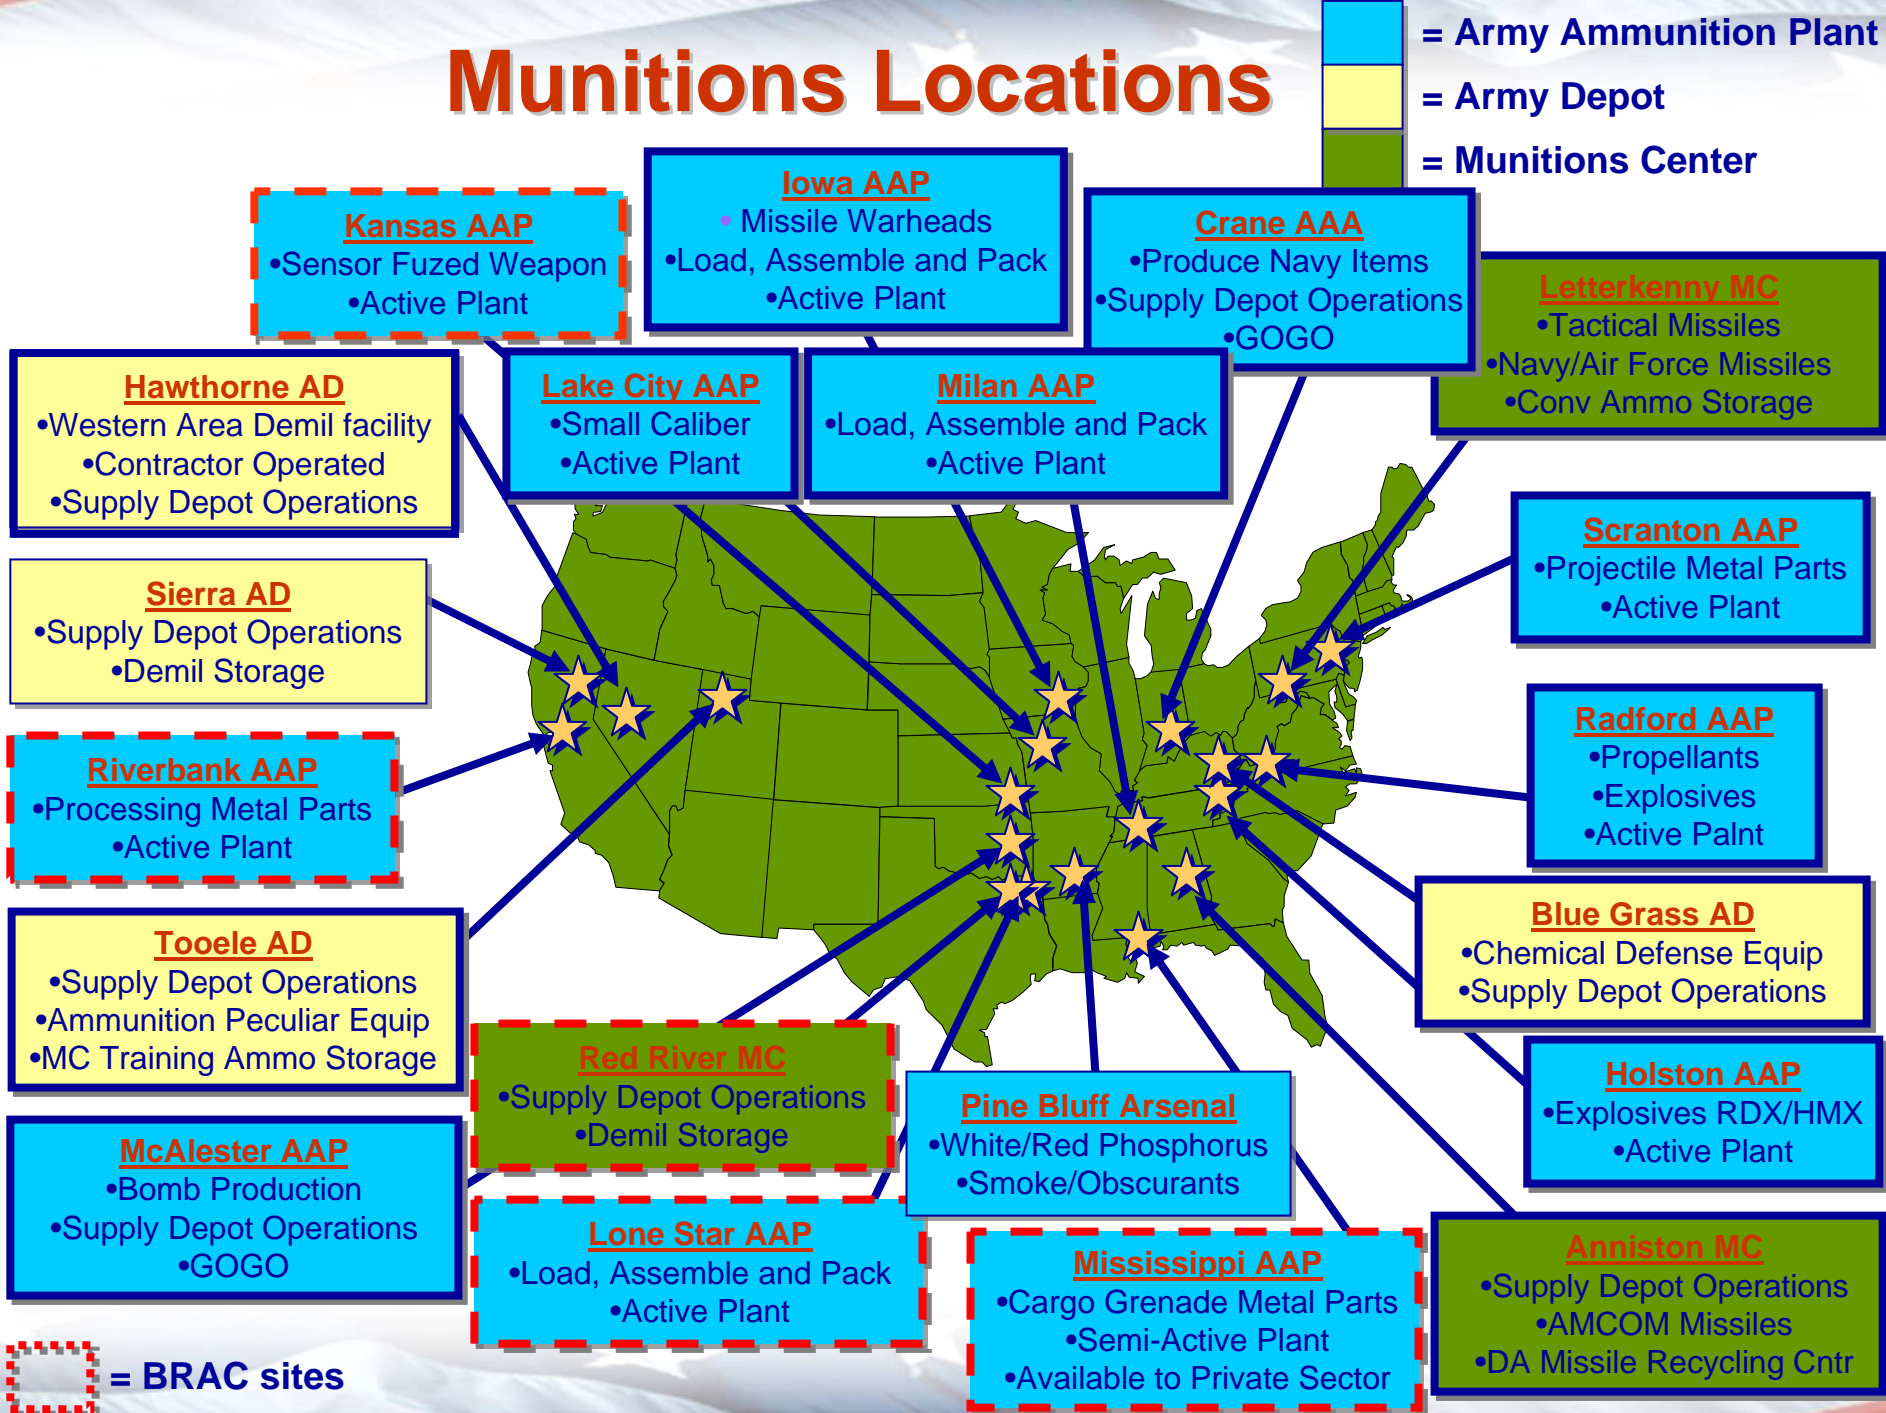 Munitions Locations
= Army Ammunition Plant
= Army Depot
= Munitions Center
Kansas AAP
•Sensor Fuzed Weapon
•Active Plant
Iowa AAP
• Missile Warheads
•Load, Assemble and Pack
•Active Plant
Crane AAA
•Produce Navy Items
•Supply Depot Operations
•GOGO
Letterkenny MC
•Tactical Missiles
•Navy/Air Force Missiles
•Conv Ammo Storage
Hawthorne AD
•Western Area Demil facility
•Contractor Operated
•Supply Depot Operations
Lake City AAP
•Small Caliber
•Active Plant
Milan AAP
•Load, Assemble and Pack
•Active Plant
Scranton AAP
•Projectile Metal Parts
•Active Plant
Sierra AD
•Supply Depot Operations
•Demil Storage
Radford AAP
•Propellants
•Explosives
•Active Palnt
Riverbank AAP
•Processing Metal Parts
•Active Plant
Blue Grass AD
•Chemical Defense Equip
•Supply Depot Operations
Tooele AD
•Supply Depot Operations
•Ammunition Peculiar Equip
•MC Training Ammo Storage
Red River MC
•Supply Depot Operations
•Demil Storage
Pine Bluff Arsenal
•White/Red Phosphorus
•Smoke/Obscurants
Holston AAP
•Explosives RDX/HMX
•Active Plant
McAlester AAP
•Bomb Production
•Supply Depot Operations
•GOGO
Lone Star AAP
•Load, Assemble and Pack
•Active Plant
Mississippi AAP
•Cargo Grenade Metal Parts
•Semi-Active Plant
•Available to Private Sector
Anniston MC
•Supply Depot Operations
•AMCOM Missiles
•DA Missile Recycling Cntr
= BRAC sites